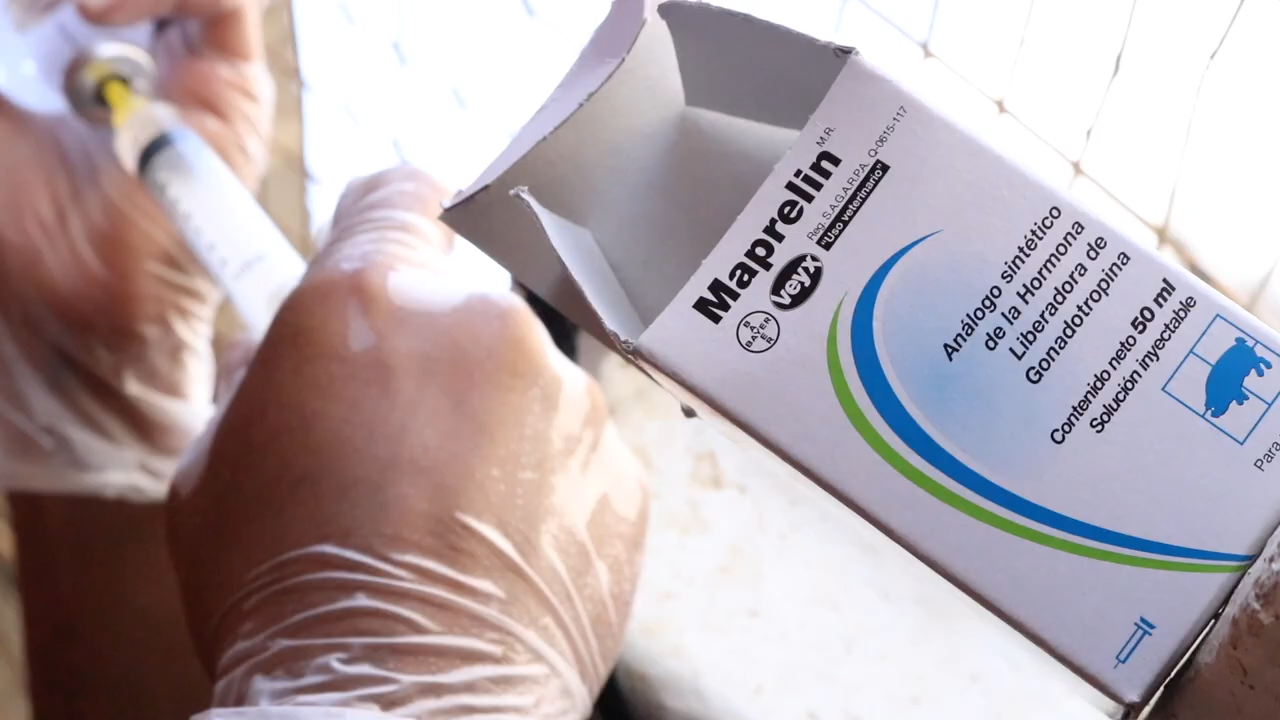 Maprelin M.R.
Reg. S.A.G.A.R.P.A. Q-0615-117
"Uso veterinario"
BAYER
BAYER
veyx
Análogo sintético
de la Hormona
Liberadora de
Gonadotropina
Contenido neto 50 ml
Solución inyectable
Para